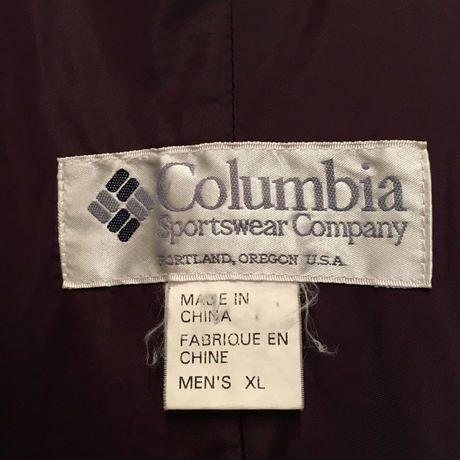 Columbia
Sportswear Company
PORTLAND, OREGON U.S.A.
MADE IN
CHINA
FABRIQUE EN
CHINE
MEN'S XL